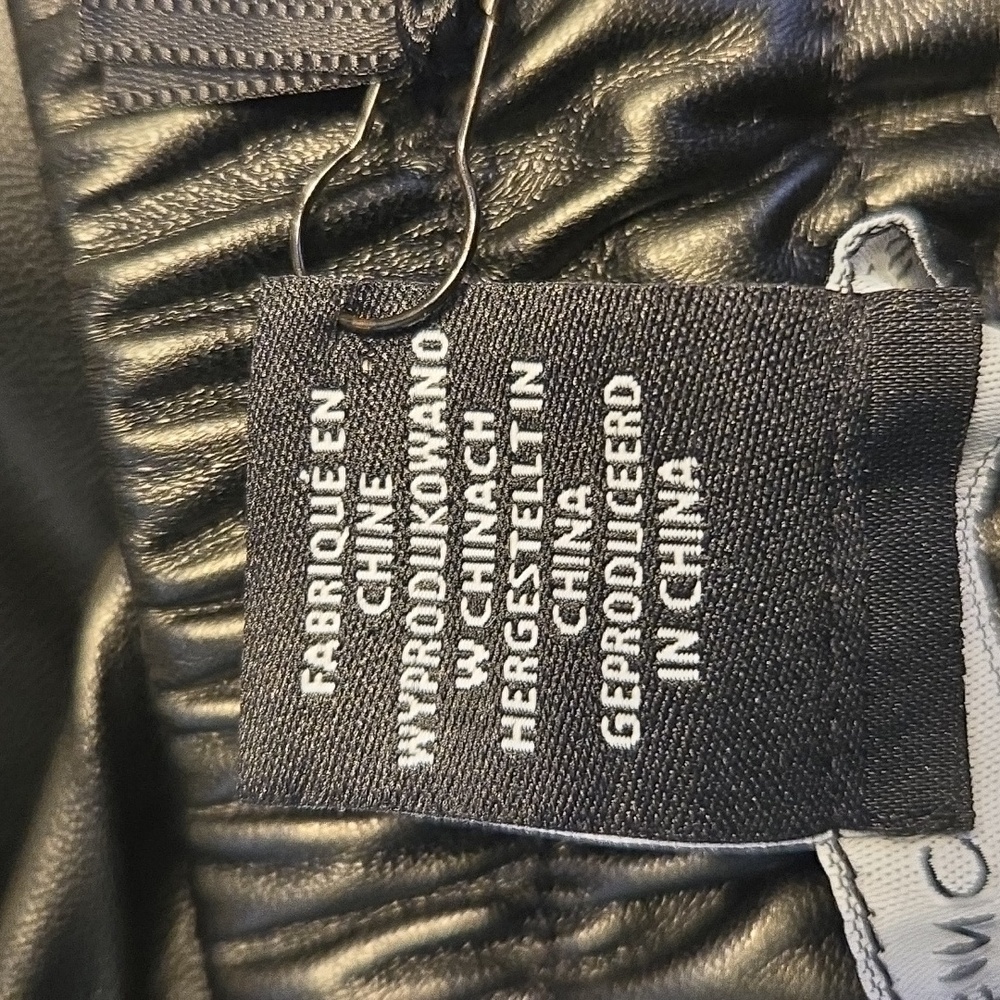 FABRIQUÉ EN
CHINE
WYPRODUKOWANO
W CHINACH
HERGESTELLT IN
CHINA
GEPRODUCEERD
IN CHINA